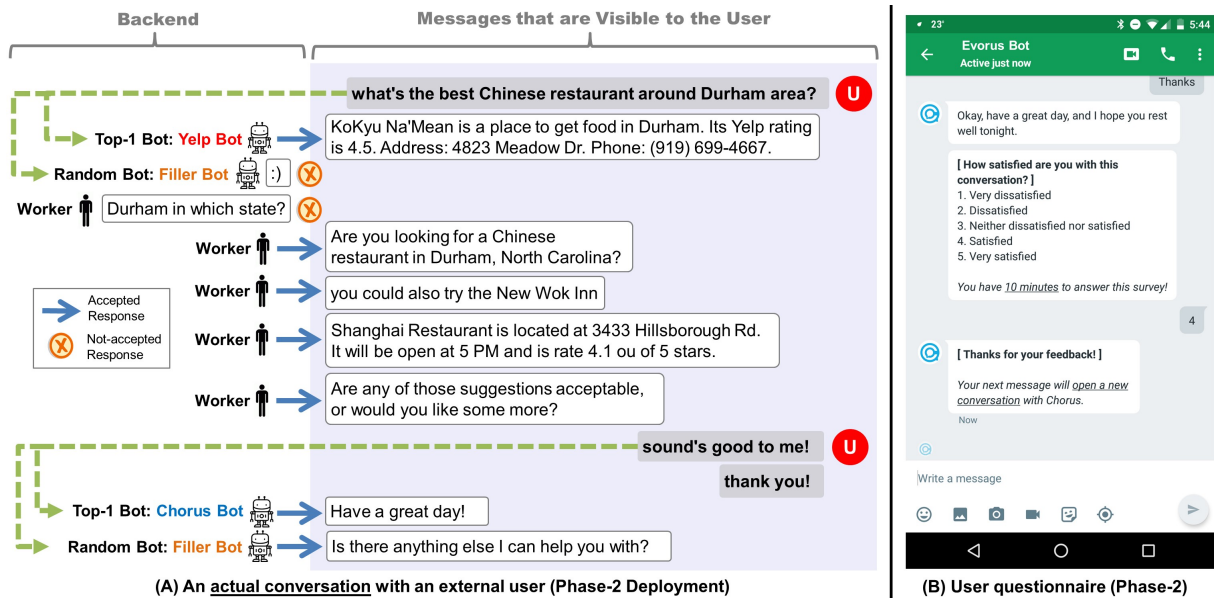 Backend
Messages that are Visible to the User
what's the best Chinese restaurant around Durham area?
U
Top-1 Bot: Yelp Bot
KoKyu Na'Mean is a place to get food in Durham. Its Yelp rating
is 4.5. Address: 4823 Meadow Dr. Phone: (919) 699-4667.
Random Bot: Filler Bot
:)
X
Worker
Durham in which state?
X
Worker
Are you looking for a Chinese
restaurant in Durham, North Carolina?
Worker
you could also try the New Wok Inn
Accepted
Response
X
Not-accepted
Response
Worker
Shanghai Restaurant is located at 3433 Hillsborough Rd.
It will be open at 5 PM and is rate 4.1 ou of 5 stars.
Worker
Are any of those suggestions acceptable,
or would you like some more?
sound's good to me!
U
thank you!
Top-1 Bot: Chorus Bot
Have a great day!
Random Bot: Filler Bot
Is there anything else I can help you with?
(A) An actual conversation with an external user (Phase-2 Deployment)
23°
5:44
Evorus Bot
Active just now
Thanks
Okay, have a great day, and I hope you rest
well tonight.
[ How satisfied are you with this
conversation? ]
1. Very dissatisfied
2. Dissatisfied
3. Neither dissatisfied nor satisfied
4. Satisfied
5. Very satisfied
You have 10 minutes to answer this survey!
4
[ Thanks for your feedback! ]
Your next message will open a new
conversation with Chorus.
Now
Write a message
(B) User questionnaire (Phase-2)